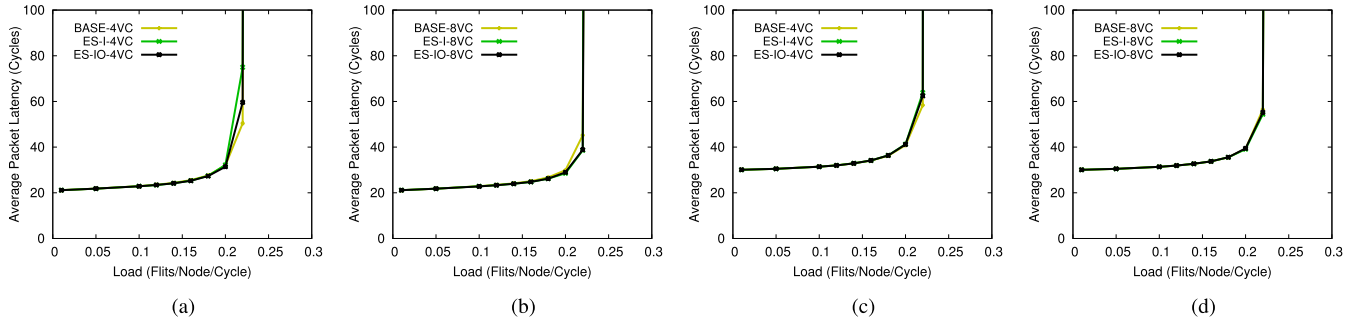 Average Packet Latency (Cycles)
100
80
60
40
20
0
BASE-4VC
ES-I-4VC
ES-IO-4VC
0 0.05 0.1 0.15 0.2 0.25 0.3
Load (Flits/Node/Cycle)
(a)
Average Packet Latency (Cycles)
100
80
60
40
20
0
BASE-8VC
ES-I-8VC
ES-IO-8VC
0 0.05 0.1 0.15 0.2 0.25 0.3
Load (Flits/Node/Cycle)
(b)
Average Packet Latency (Cycles)
100
80
60
40
20
0
BASE-4VC
ES-I-4VC
ES-IO-4VC
0 0.05 0.1 0.15 0.2 0.25 0.3
Load (Flits/Node/Cycle)
(c)
Average Packet Latency (Cycles)
100
80
60
40
20
0
BASE-8VC
ES-I-8VC
ES-IO-8VC
0 0.05 0.1 0.15 0.2 0.25 0.3
Load (Flits/Node/Cycle)
(d)